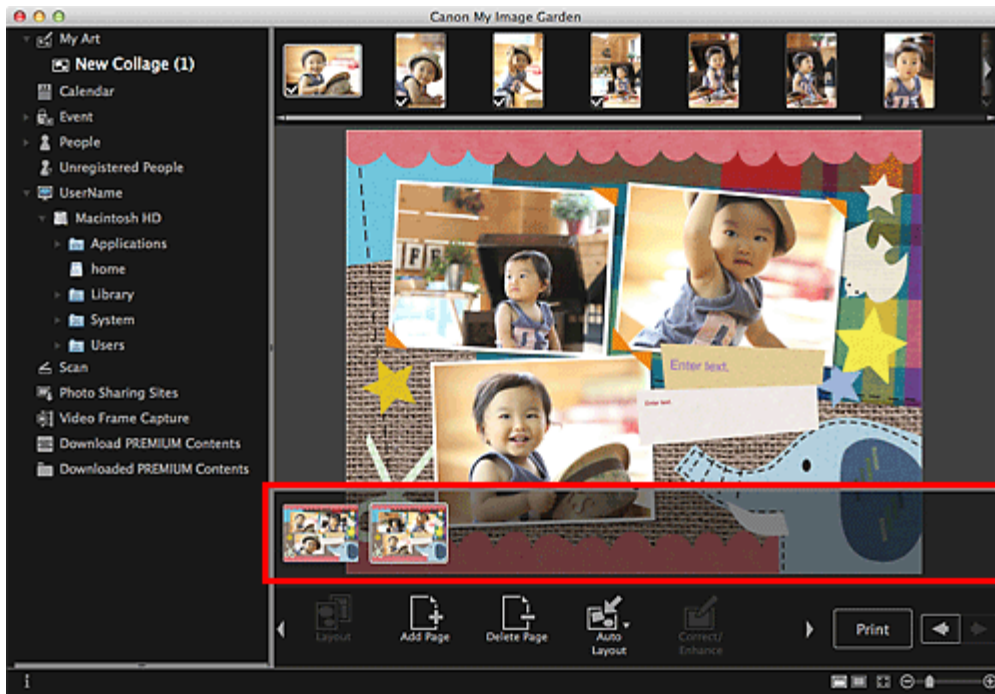 Canon My Image Garden
My Art
New Collage (1)
Calendar
Event
People
Unregistered People
UserName
Macintosh HD
Applications
home
Library
System
Users
Scan
Photo Sharing Sites
Video Frame Capture
Download PREMIUM Contents
Downloaded PREMIUM Contents
Enter text.
Enter text.
Layout
Add Page
Delete Page
Auto
Layout
Correct/
Enhance
Print